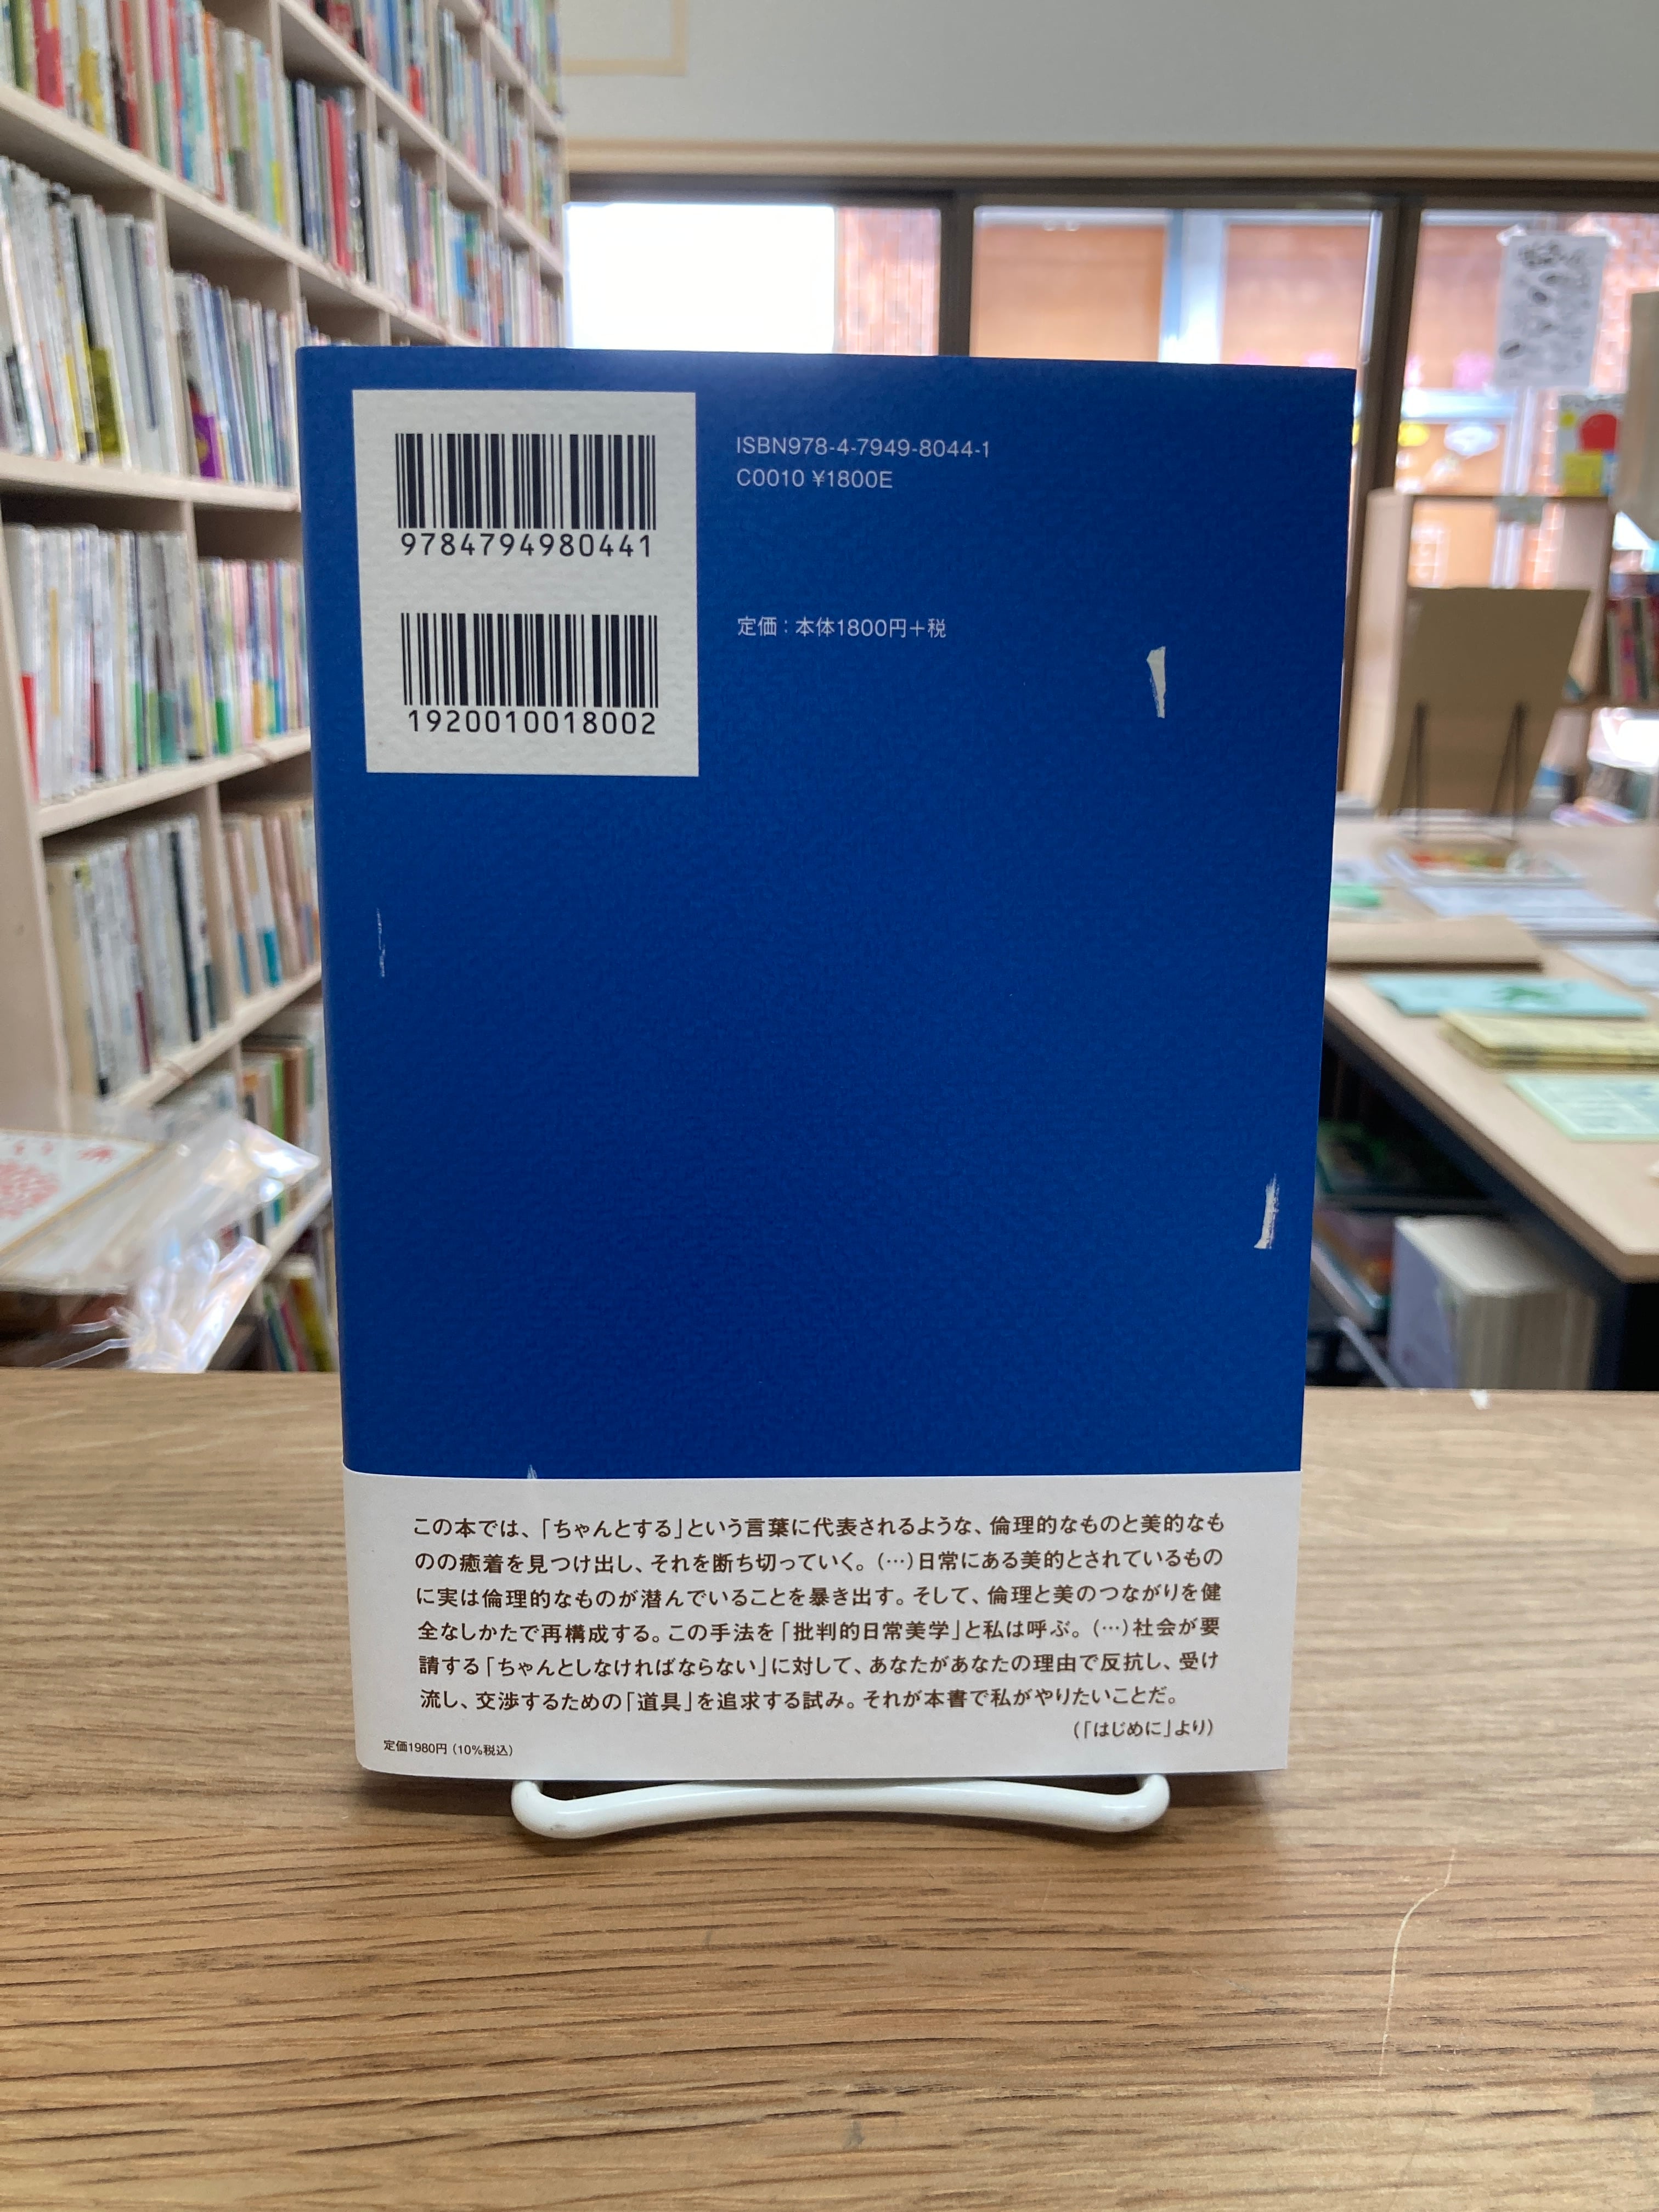 9784794980441
1920010018002
ISBN978-4-7949-8044-1
C0010 ¥1800E
定価：本体1800円＋税
この本では、「ちゃんとする」という言葉に代表されるような、倫理的なものと美的なも
のの癒着を見つけ出し、それを断ち切っていく。（…）日常にある美的とされているもの
に実は倫理的なものが潜んでいることを暴き出す。そして、倫理と美のつながりを健
全なしかたで再構成する。この手法を「批判的日常美学」と私は呼ぶ。（…）社会が要
請する「ちゃんとしなければならない」に対して、あなたがあなたの理由で反抗し、受け
流し、交渉するための「道具」を追求する試み。それが本書で私がやりたいことだ。
（「はじめに」より）
定価1980円（10%税込）